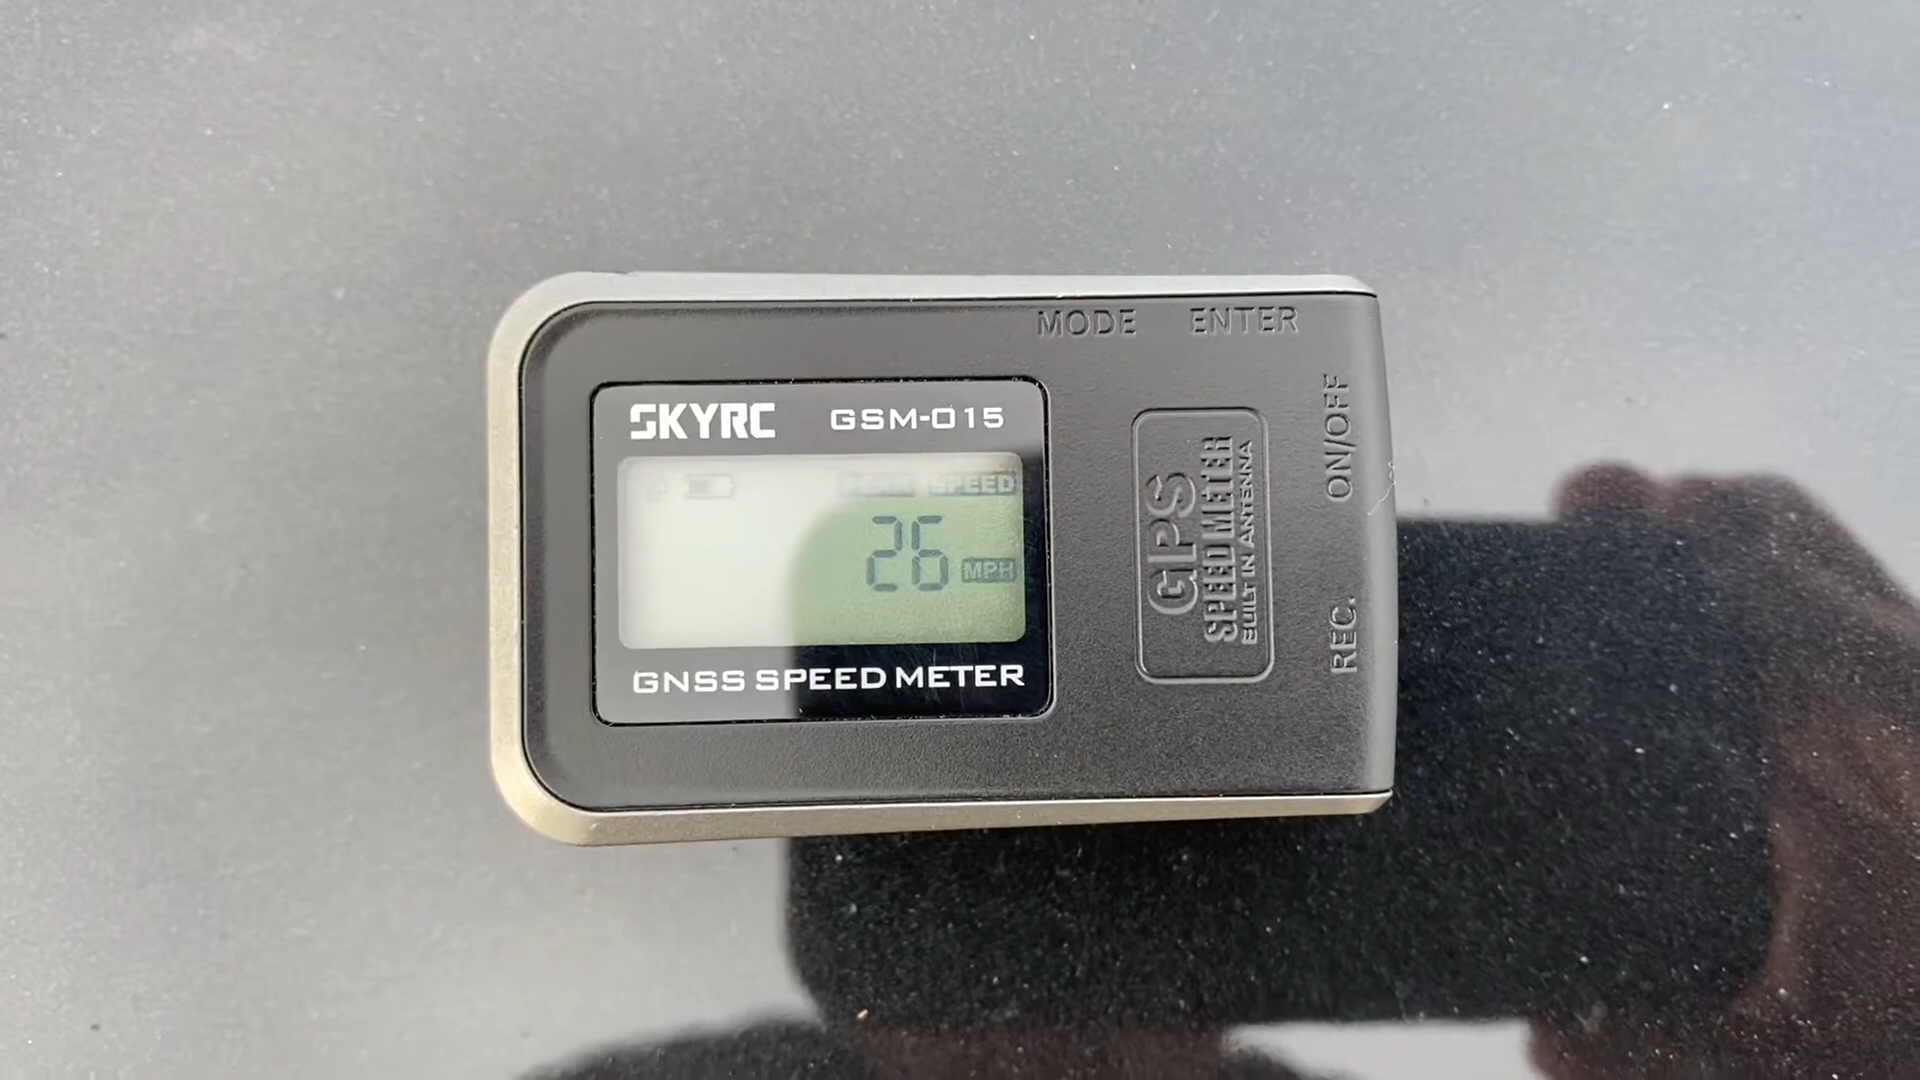 MODE ENTER
SKYRC GSM-015
SPEED
26 MPH
GNSS SPEED METER
GPS
SPEED METER
BUILT IN ANTENNA
ON/OFF
REC.